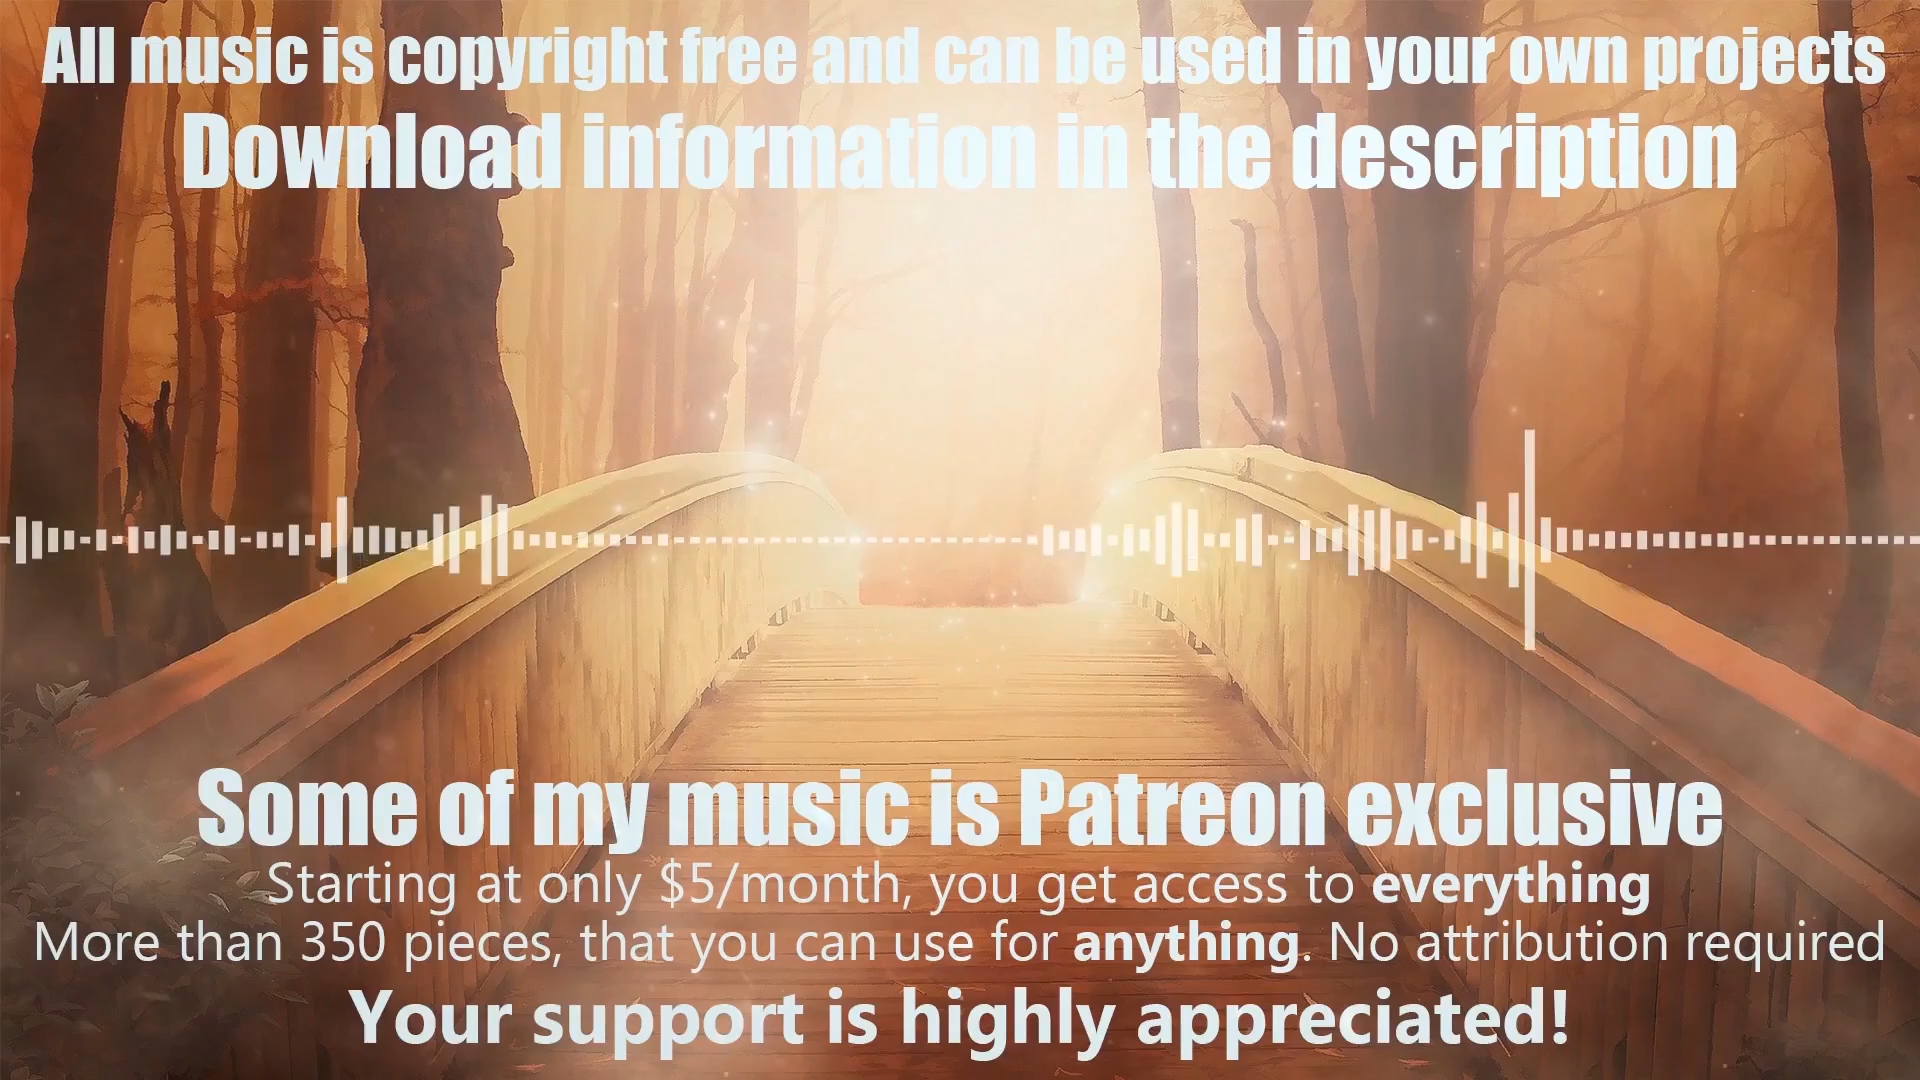 All music is copyright free and can be used in your own projects
Download information in the description
Some of my music is Patreon exclusive
Starting at only $5/month, you get access to everything
More than 350 pieces, that you can use for anything. No attribution required
Your support is highly appreciated!